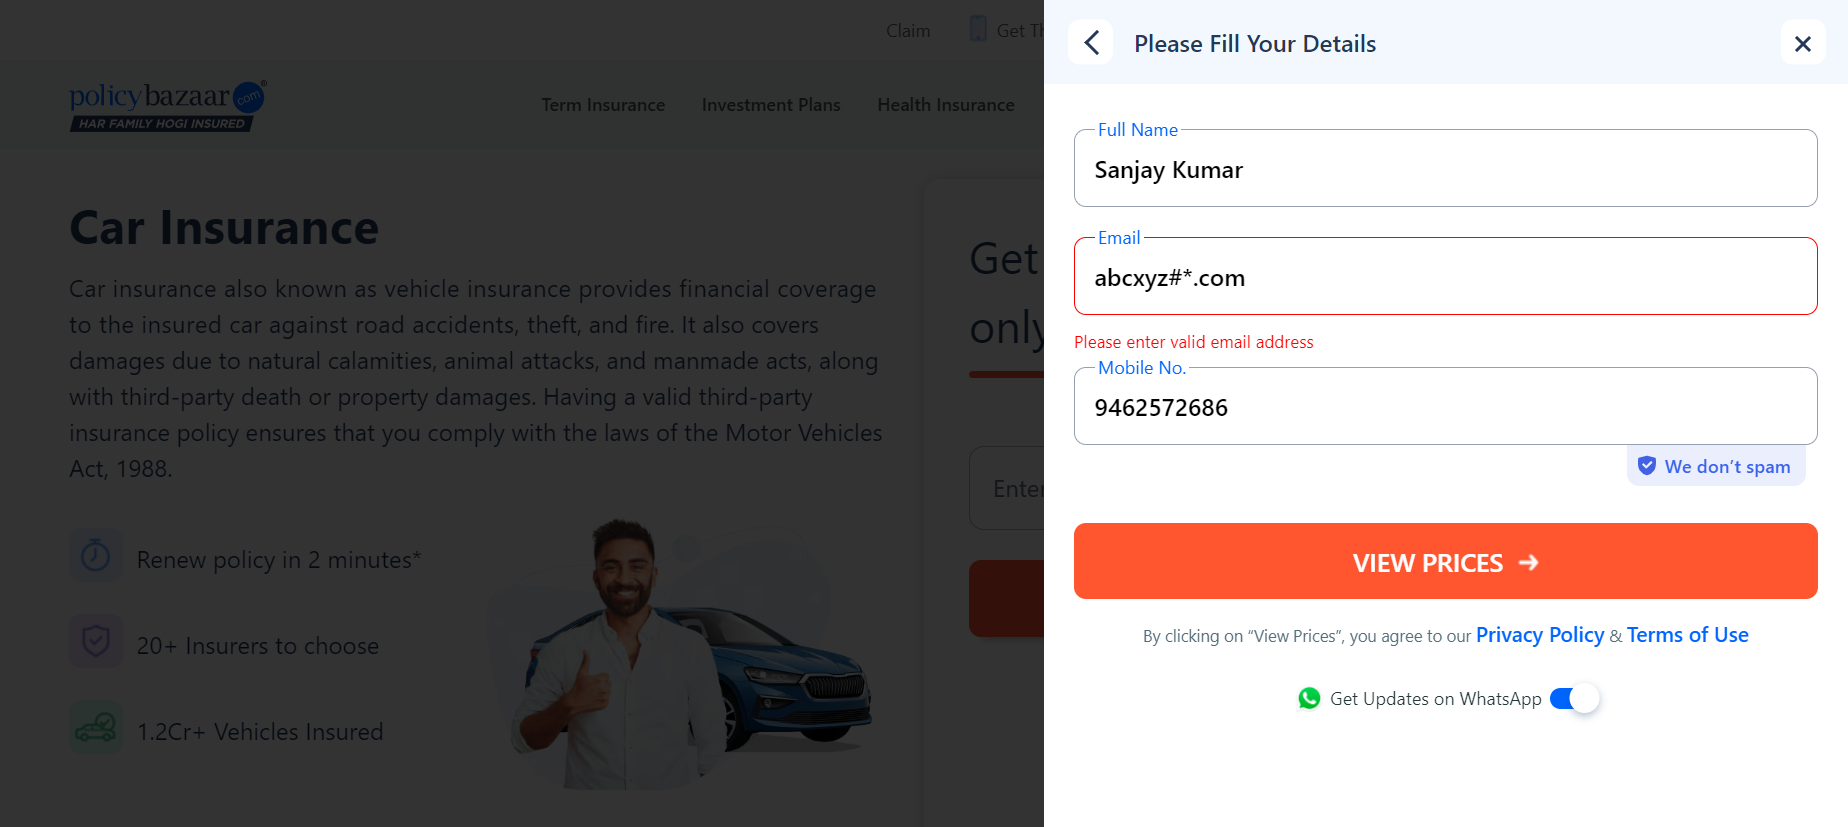 Claim
Get Th
policybazaar.com®
HAR FAMILY HOGI INSURED
Term Insurance
Investment Plans
Health Insurance
Car Insurance
Car insurance also known as vehicle insurance provides financial coverage
to the insured car against road accidents, theft, and fire. It also covers
damages due to natural calamities, animal attacks, and manmade acts, along
with third-party death or property damages. Having a valid third-party
insurance policy ensures that you comply with the laws of the Motor Vehicles
Act, 1988.
Renew policy in 2 minutes*
20+ Insurers to choose
1.2Cr+ Vehicles Insured
Get
only
Enter
Please Fill Your Details
Full Name
Sanjay Kumar
Email
abcxyz#*.com
Please enter valid email address
Mobile No.
9462572686
We don’t spam
VIEW PRICES
By clicking on “View Prices”, you agree to our Privacy Policy & Terms of Use
Get Updates on WhatsApp